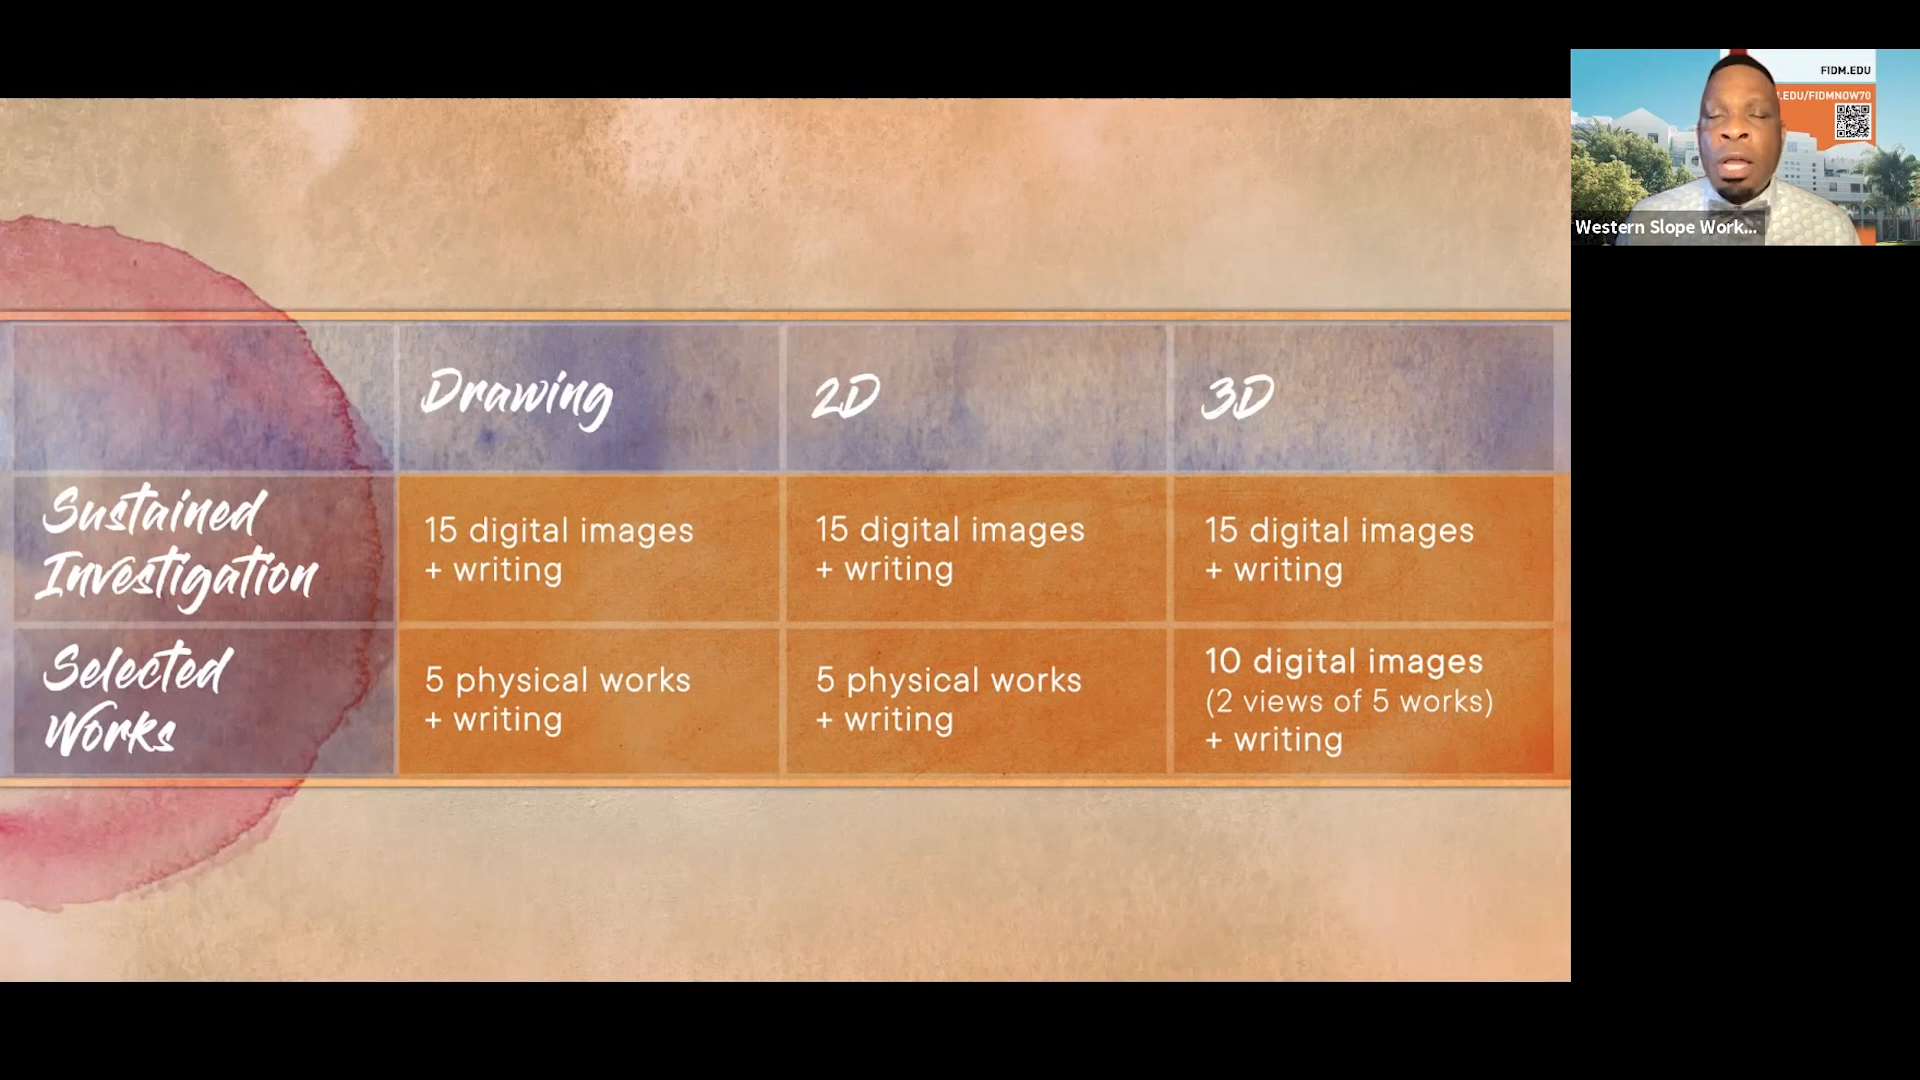 FIDM.EDU
.EDU/FIDMNOW70
Western Slope Work...
Drawing
2D
3D
Sustained
Investigation
15 digital images
+ writing
15 digital images
+ writing
15 digital images
+ writing
Selected
Works
5 physical works
+ writing
5 physical works
+ writing
10 digital images
(2 views of 5 works)
+ writing